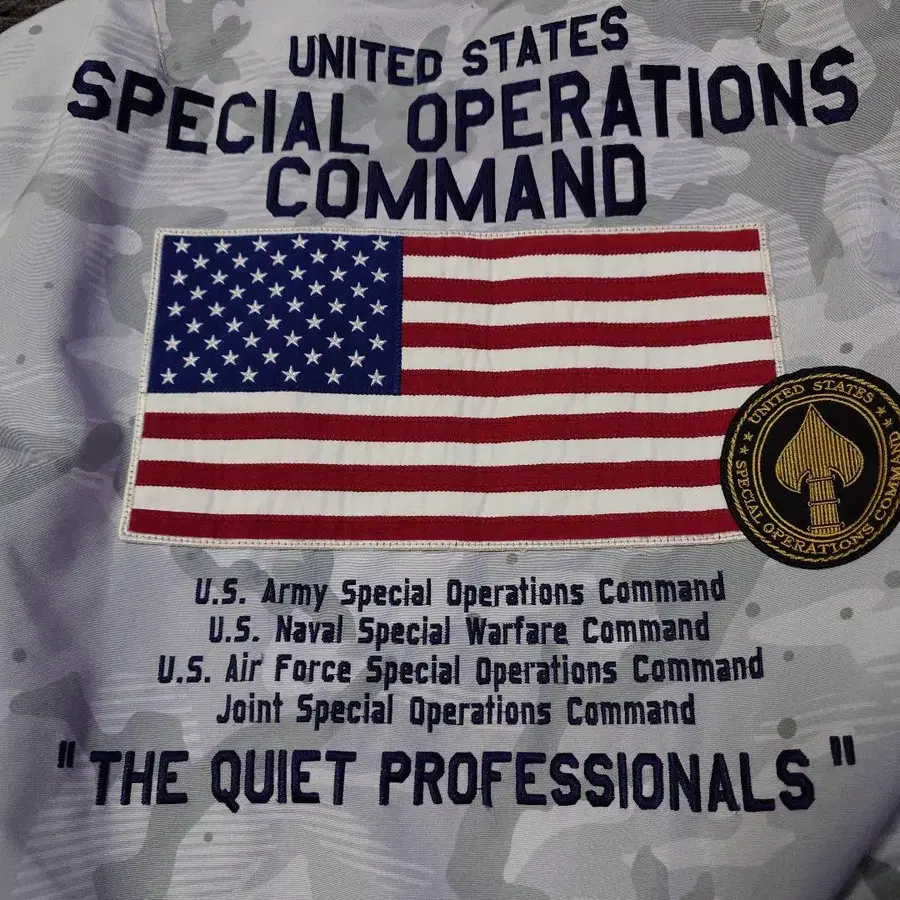 UNITED STATES
SPECIAL OPERATIONS
COMMAND
UNITED STATES
SPECIAL OPERATIONS COMMAND
U.S. Army Special Operations Command
U.S. Naval Special Warfare Command
U.S. Air Force Special Operations Command
Joint Special Operations Command
"THE QUIET PROFESSIONALS"